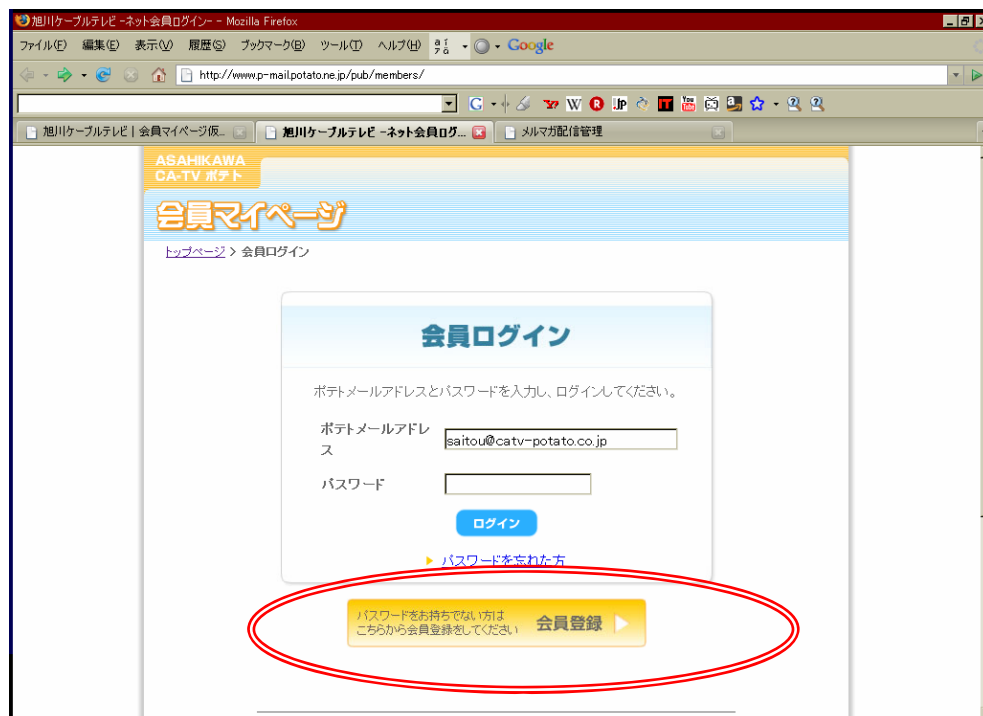 旭川ケーブルテレビ -ネット会員ログイン- - Mozilla Firefox
ファイル(F) 編集(E) 表示(V) 履歴(S) ブックマーク(B) ツール(T) ヘルプ(H) Google
http://www.p-mail.potato.ne.jp/pub/members/
旭川ケーブルテレビ | 会員マイページ仮... 旭川ケーブルテレビ -ネット会員ログ... メルマガ配信管理
ASAHIKAWA
CA-TV ポテト
会員マイページ
トップページ > 会員ログイン
会員ログイン
ポテトメールアドレスとパスワードを入力し、ログインしてください。
ポテトメールアドレ
ス
saitou@catv-potato.co.jp
パスワード
ログイン
パスワードを忘れた方
パスワードをお持ちでない方は
こちらから会員登録をしてください
会員登録